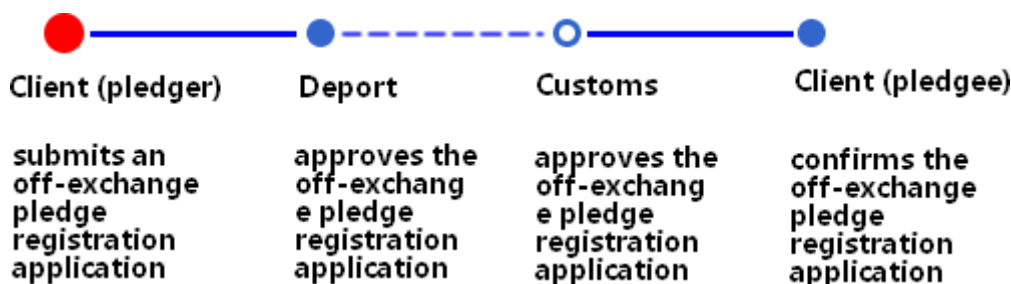 Client (pledger)
Deport
Customs
Client (pledgee)
submits an
off-exchange
pledge
registration
application
approves the
off-exchang
e pledge
registration
application
approves the
off-exchang
e pledge
registration
application
confirms the
off-exchange
pledge
registration
application